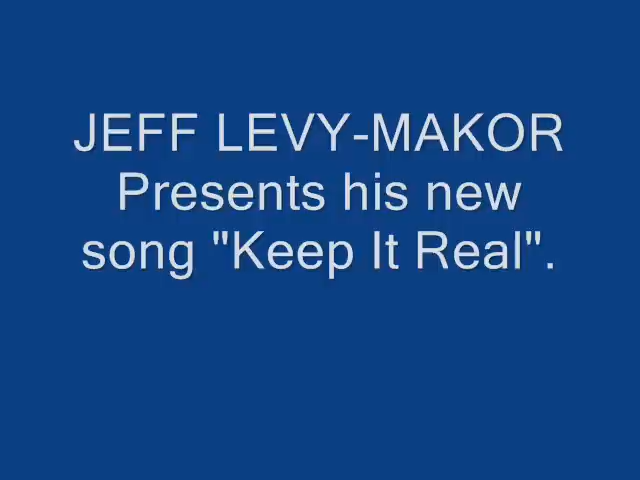 JEFF LEVY-MAKOR
Presents his new
song "Keep It Real".